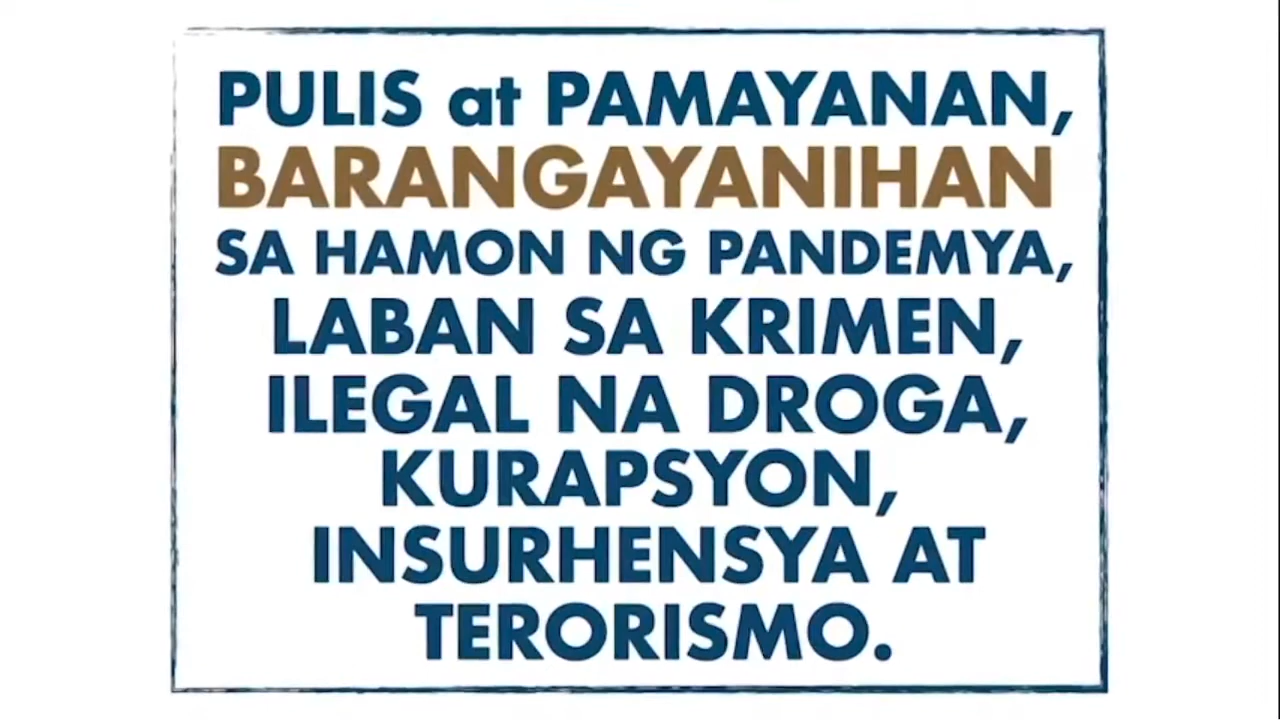 PULIS at PAMAYANAN,
BARANGAYANIHAN
SA HAMON NG PANDEMYA,
LABAN SA KRIMEN,
ILEGAL NA DROGA,
KURAPSYON,
INSURHENSYA AT
TERORISMO.